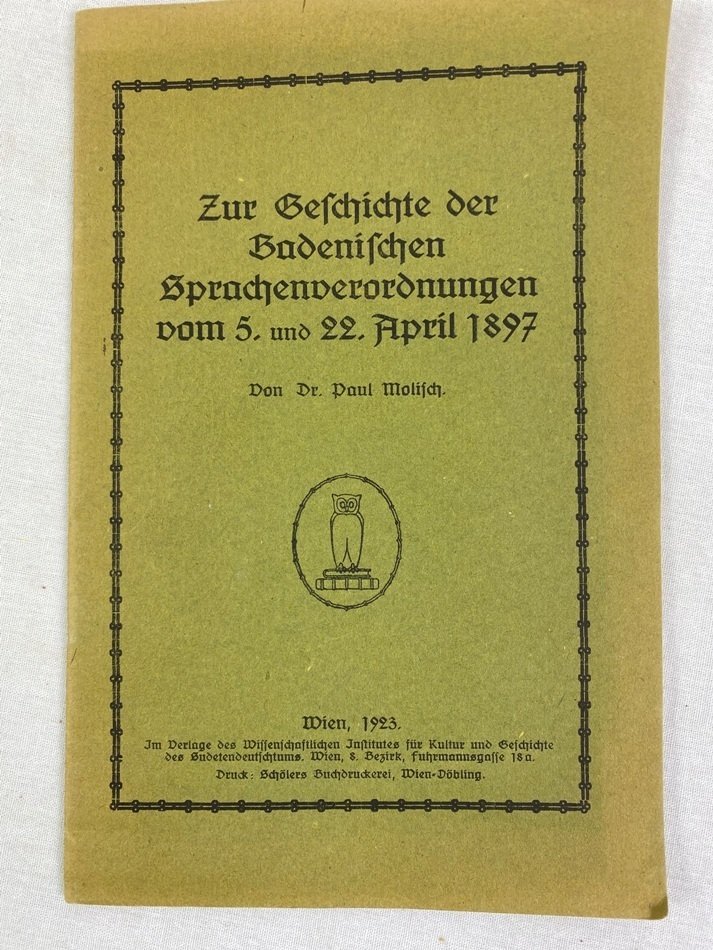 Zur Geschichte der
Badenischen
Sprachenverordnungen
vom 5. und 22. April 1897
Von Dr. Paul Molisch.
Wien, 1923.
Im Verlage des Wissenschaftlichen Institutes für Kultur und Geschichte
des Sudetendeutschtums. Wien, 8. Bezirk, Fuhrmannsgasse 18a.
Druck: Schölers Buchdruckerei, Wien-Döbling.